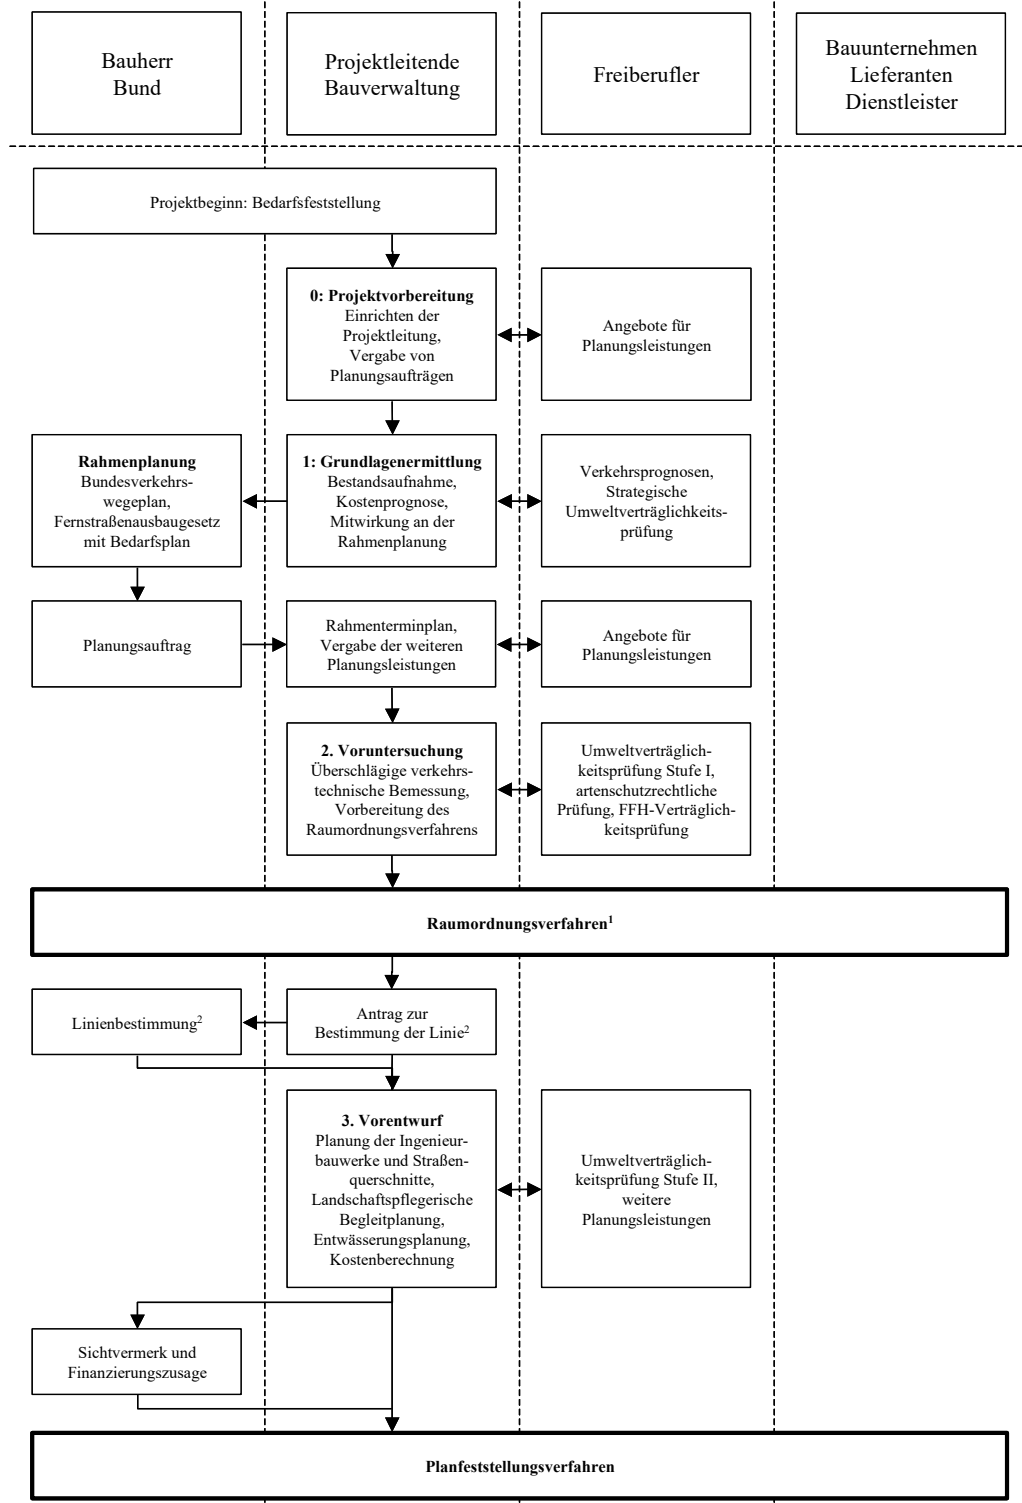 Bauherr
Bund
Projektleitende
Bauverwaltung
Freiberufler
Bauunternehmen
Lieferanten
Dienstleister
Projektbeginn: Bedarfsfeststellung
0: Projektvorbereitung
Einrichten der
Projektleitung,
Vergabe von
Planungsaufträgen
Angebote für
Planungsleistungen
Rahmenplanung
Bundesverkehrs-
wegeplan,
Fernstraßenausbaugesetz
mit Bedarfsplan
1: Grundlagenermittlung
Bestandsaufnahme,
Kostenprognose,
Mitwirkung an der
Rahmenplanung
Verkehrsprognosen,
Strategische
Umweltverträglichkeits-
prüfung
Planungsauftrag
Rahmenterminplan,
Vergabe der weiteren
Planungsleistungen
Angebote für
Planungsleistungen
2. Voruntersuchung
Überschlägige verkehrs-
technische Bemessung,
Vorbereitung des
Raumordnungsverfahrens
Umweltverträglich-
keitsprüfung Stufe I,
artenschutzrechtliche
Prüfung, FFH-Verträglich-
keitsprüfung
Raumordnungsverfahren¹
Linienbestimmung²
Antrag zur
Bestimmung der Linie²
3. Vorentwurf
Planung der Ingenieur-
bauwerke und Straßen-
querschnitte,
Landschaftspflegerische
Begleitplanung,
Entwässerungsplanung,
Kostenberechnung
Umweltverträglich-
keitsprüfung Stufe II,
weitere
Planungsleistungen
Sichtvermerk und
Finanzierungszusage
Planfeststellungsverfahren